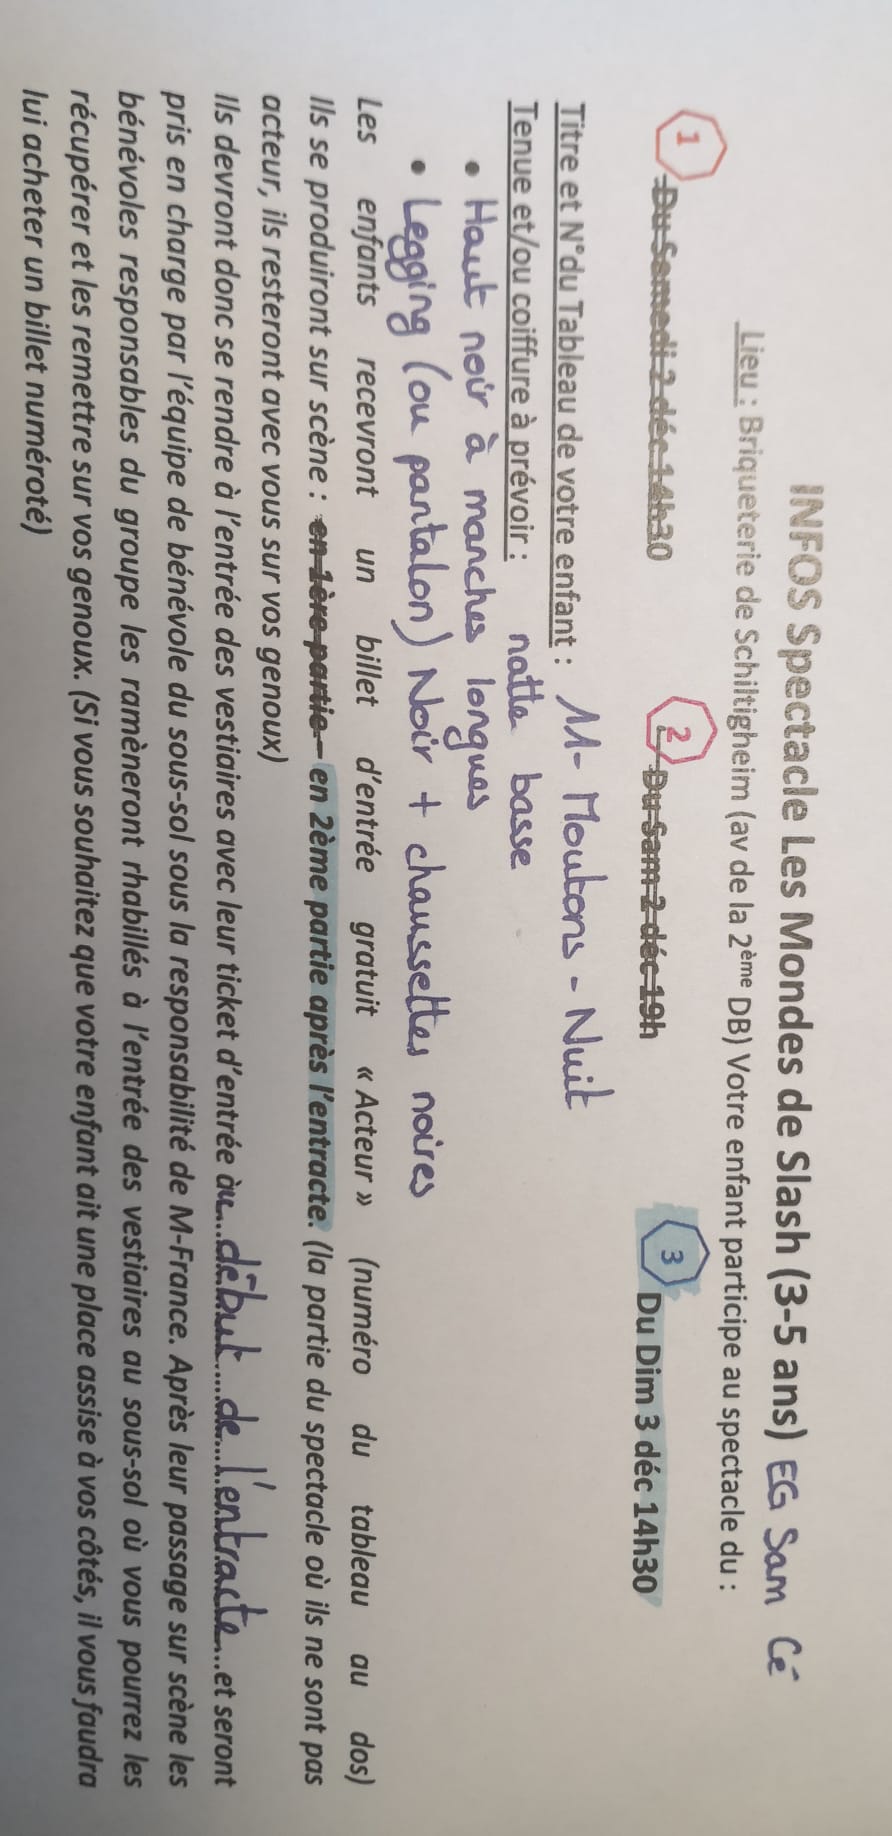 INFOS Spectacle Les Mondes de Slash (3-5 ans) EG Sam Cé
Lieu : Briqueterie de Schiltigheim (av de la 2ème DB) Votre enfant participe au spectacle du :
1 Du Samedi 2 déc 14h30 2 Du Sam 2 déc 19h 3 Du Dim 3 déc 14h30
Titre et N°du Tableau de votre enfant : 11- Moutons - Nuit
Tenue et/ou coiffure à prévoir : natte basse
• Haut noir à manches longues
• Legging (ou pantalon) Noir + chaussettes noires
Les enfants recevront un billet d'entrée gratuit « Acteur » (numéro du tableau au dos)
Ils se produiront sur scène : en 1ère partie - en 2ème partie après l'entracte. (la partie du spectacle où ils ne sont pas
acteur, ils resteront avec vous sur vos genoux)
Ils devront donc se rendre à l'entrée des vestiaires avec leur ticket d'entrée au...début...de...l'entracte...et seront
pris en charge par l'équipe de bénévole du sous-sol sous la responsabilité de M-France. Après leur passage sur scène les
bénévoles responsables du groupe les ramèneront rhabillés à l'entrée des vestiaires au sous-sol où vous pourrez les
récupérer et les remettre sur vos genoux. (Si vous souhaitez que votre enfant ait une place assise à vos côtés, il vous faudra
lui acheter un billet numéroté)